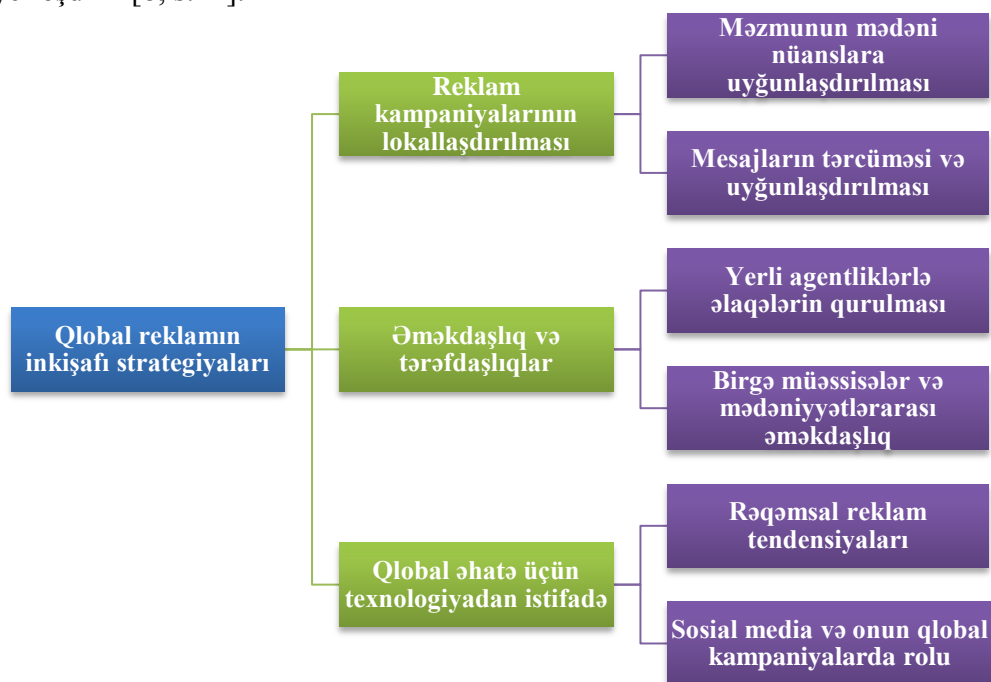 Məzmunun mədəni
nüanslara
uyğunlaşdırılması
Reklam
kampaniyalarının
lokallaşdırılması
Mesajların tərcüməsi və
uyğunlaşdırılması
Yerli agentliklərlə
əlaqələrin qurulması
Qlobal reklamın
inkişafı strategiyaları
Əməkdaşlıq və
tərəfdaşlıqlar
Birgə müəssisələr və
mədəniyyətlərarası
əməkdaşlıq
Rəqəmsal reklam
tendensiyaları
Qlobal əhatə üçün
texnologiyadan istifadə
Sosial media və onun qlobal
kampaniyalarda rolu